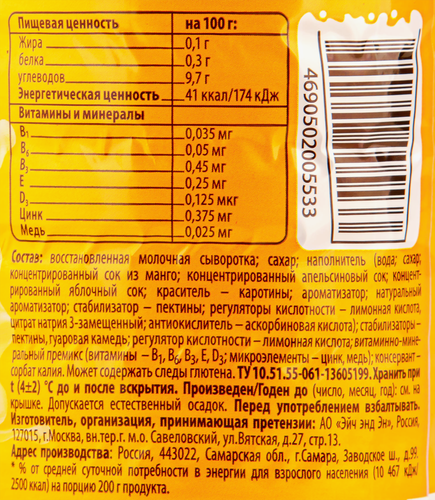 Пищевая ценность на 100 г:
Жира 0,1 г
белка 0,3 г
углеводов 9,7 г
Энергетическая ценность 41 ккал/174 кДж
Витамины и минералы
B₁ 0,035 мг
B₆ 0,05 мг
B₃ 0,45 мг
E 0,25 мг
D₃ 0,125 мкг
Цинк 0,375 мг
Медь 0,025 мг
4690502005533
Состав: восстановленная молочная сыворотка; сахар; наполнитель (вода; сахар;
концентрированный сок из манго; концентрированный апельсиновый сок; концент-
рированный яблочный сок; краситель – каротины; ароматизатор; натуральный
ароматизатор; стабилизатор – пектины; регуляторы кислотности – лимонная кислота,
цитрат натрия 3-замещенный; антиокислитель – аскорбиновая кислота); стабилизаторы –
пектины, гуаровая камедь; регулятор кислотности – лимонная кислота; витаминно-мине-
ральный премикс (витамины – B₁, B₆, B₃, E, D₃; микроэлементы – цинк, медь); консервант –
сорбат калия. Может содержать следы глютена. ТУ 10.51.55-061-13605199. Хранить при
t (4±2) °C до и после вскрытия. Произведен/Годен до (число, месяц, год): см. на
крышке. Допускается естественный осадок. Перед употреблением взбалтывать.
Изготовитель, организация, принимающая претензии: АО «Эйч энд Эн», Россия,
127015, г.Москва, вн.тер.г. м.о. Савеловский, ул.Вятская, д.27, стр.13.
Адрес производства: Россия, 443022, Самарская обл., г.Самара, Заводское ш., д.99.
* % от средней суточной потребности в энергии для взрослого населения (10 467 кДж/
2500 ккал) на порцию 200 г продукта.